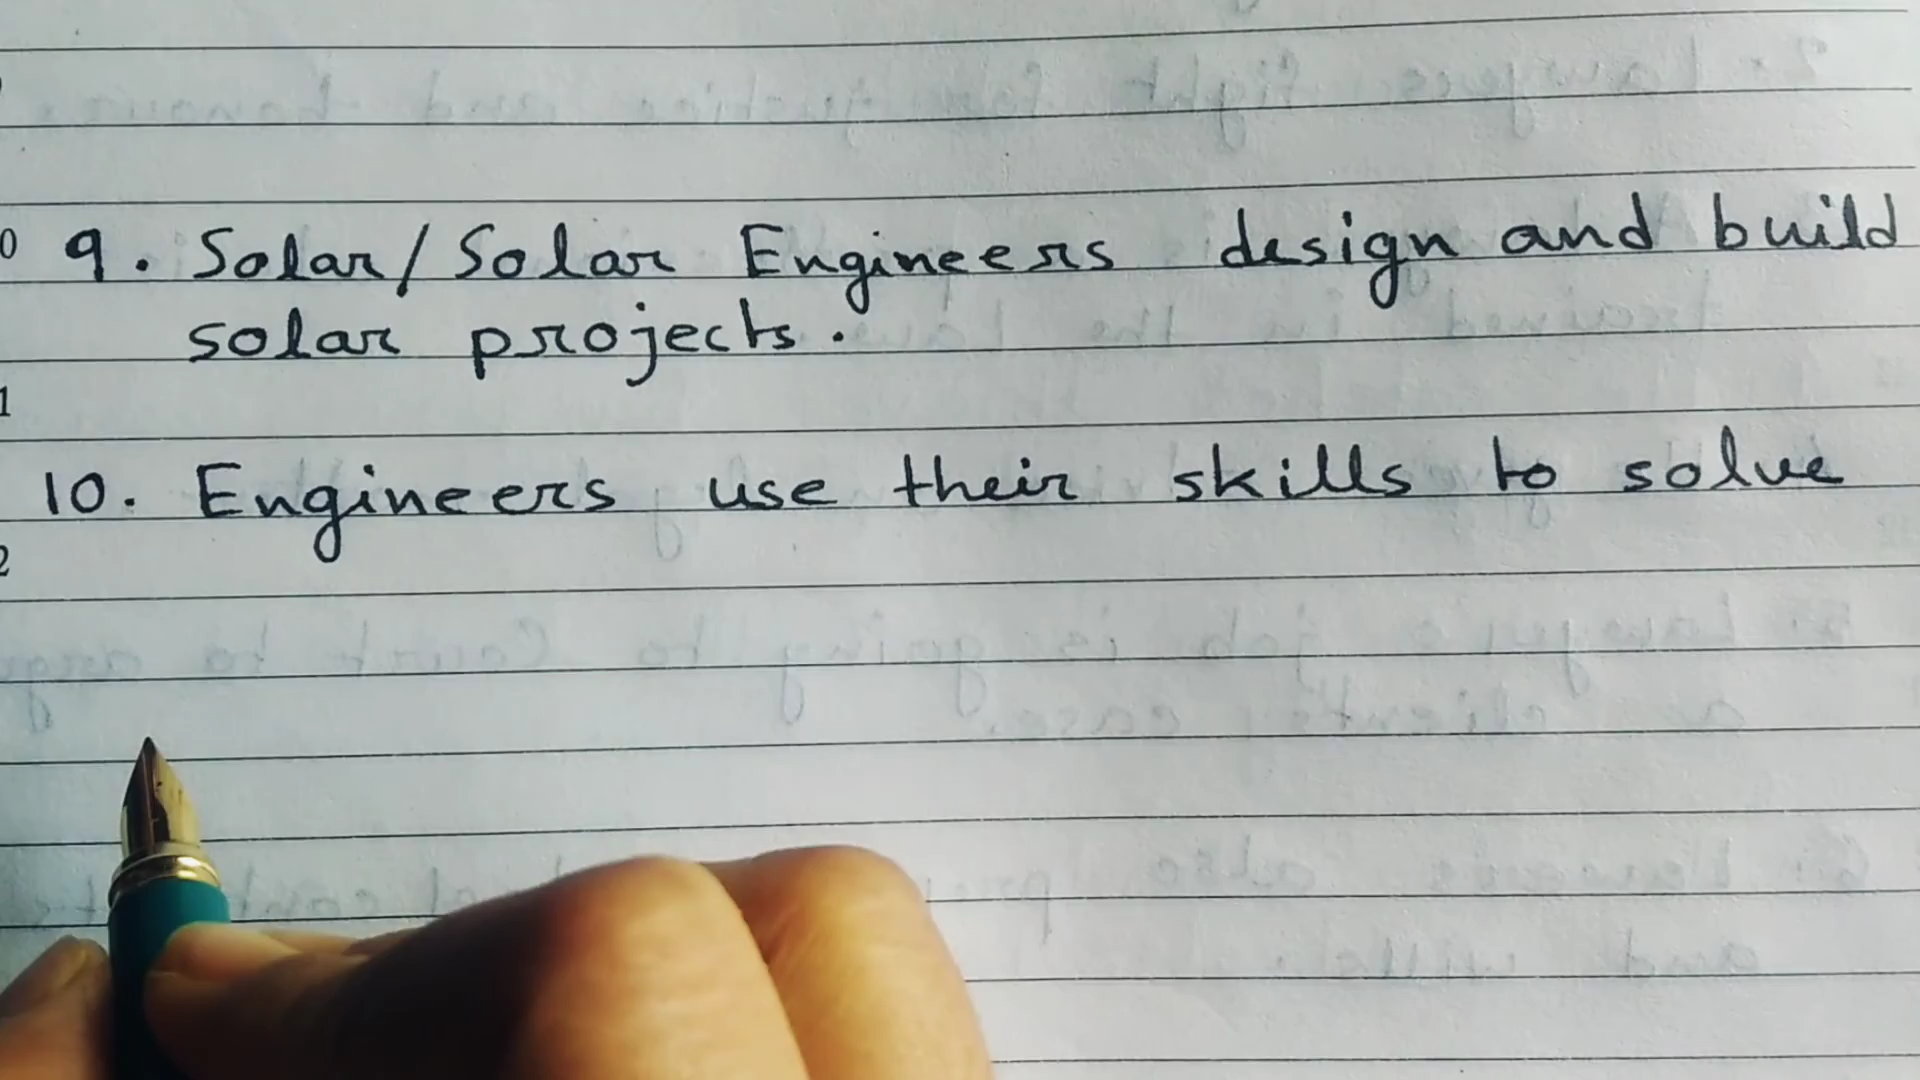 9. Solar/Solar Engineers design and build
solar projects.
10. Engineers use their skills to solve